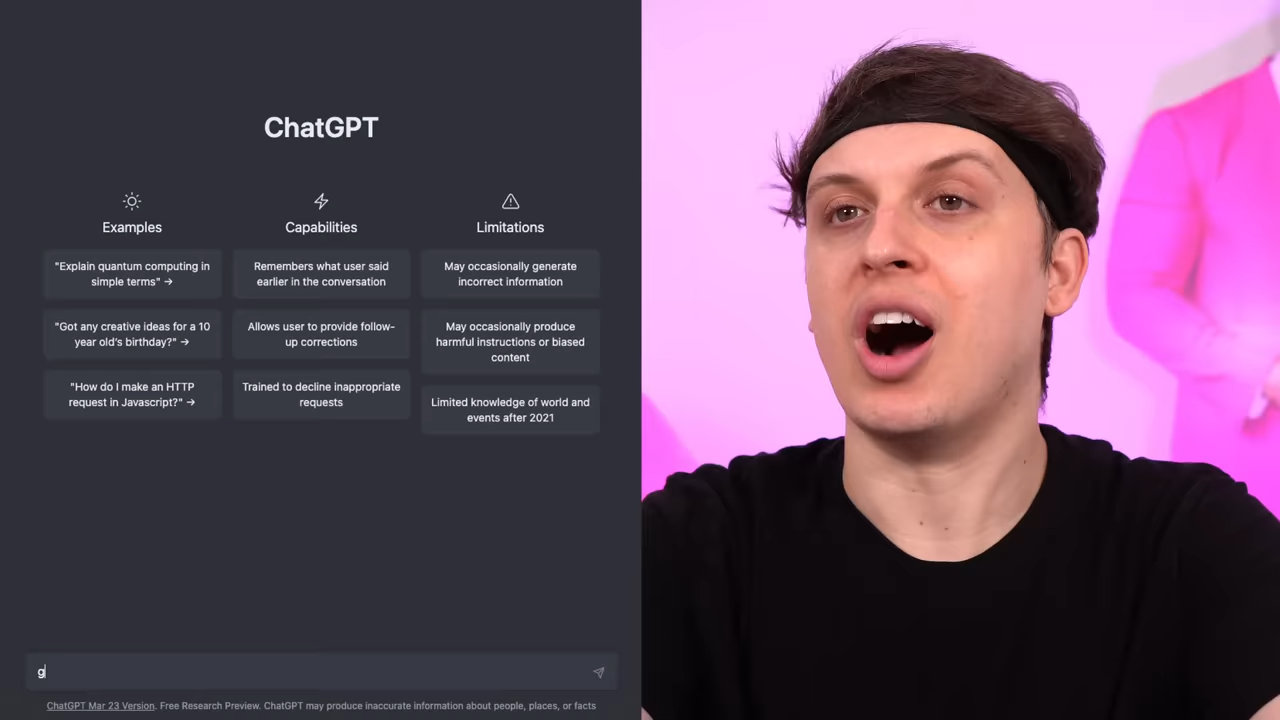 ChatGPT
Examples
"Explain quantum computing in
simple terms" →
"Got any creative ideas for a 10
year old's birthday?" →
"How do I make an HTTP
request in Javascript?" →
Capabilities
Remembers what user said
earlier in the conversation
Allows user to provide follow-
up corrections
Trained to decline inappropriate
requests
Limitations
May occasionally generate
incorrect information
May occasionally produce
harmful instructions or biased
content
Limited knowledge of world and
events after 2021
g
ChatGPT Mar 23 Version. Free Research Preview. ChatGPT may produce inaccurate information about people, places, or facts